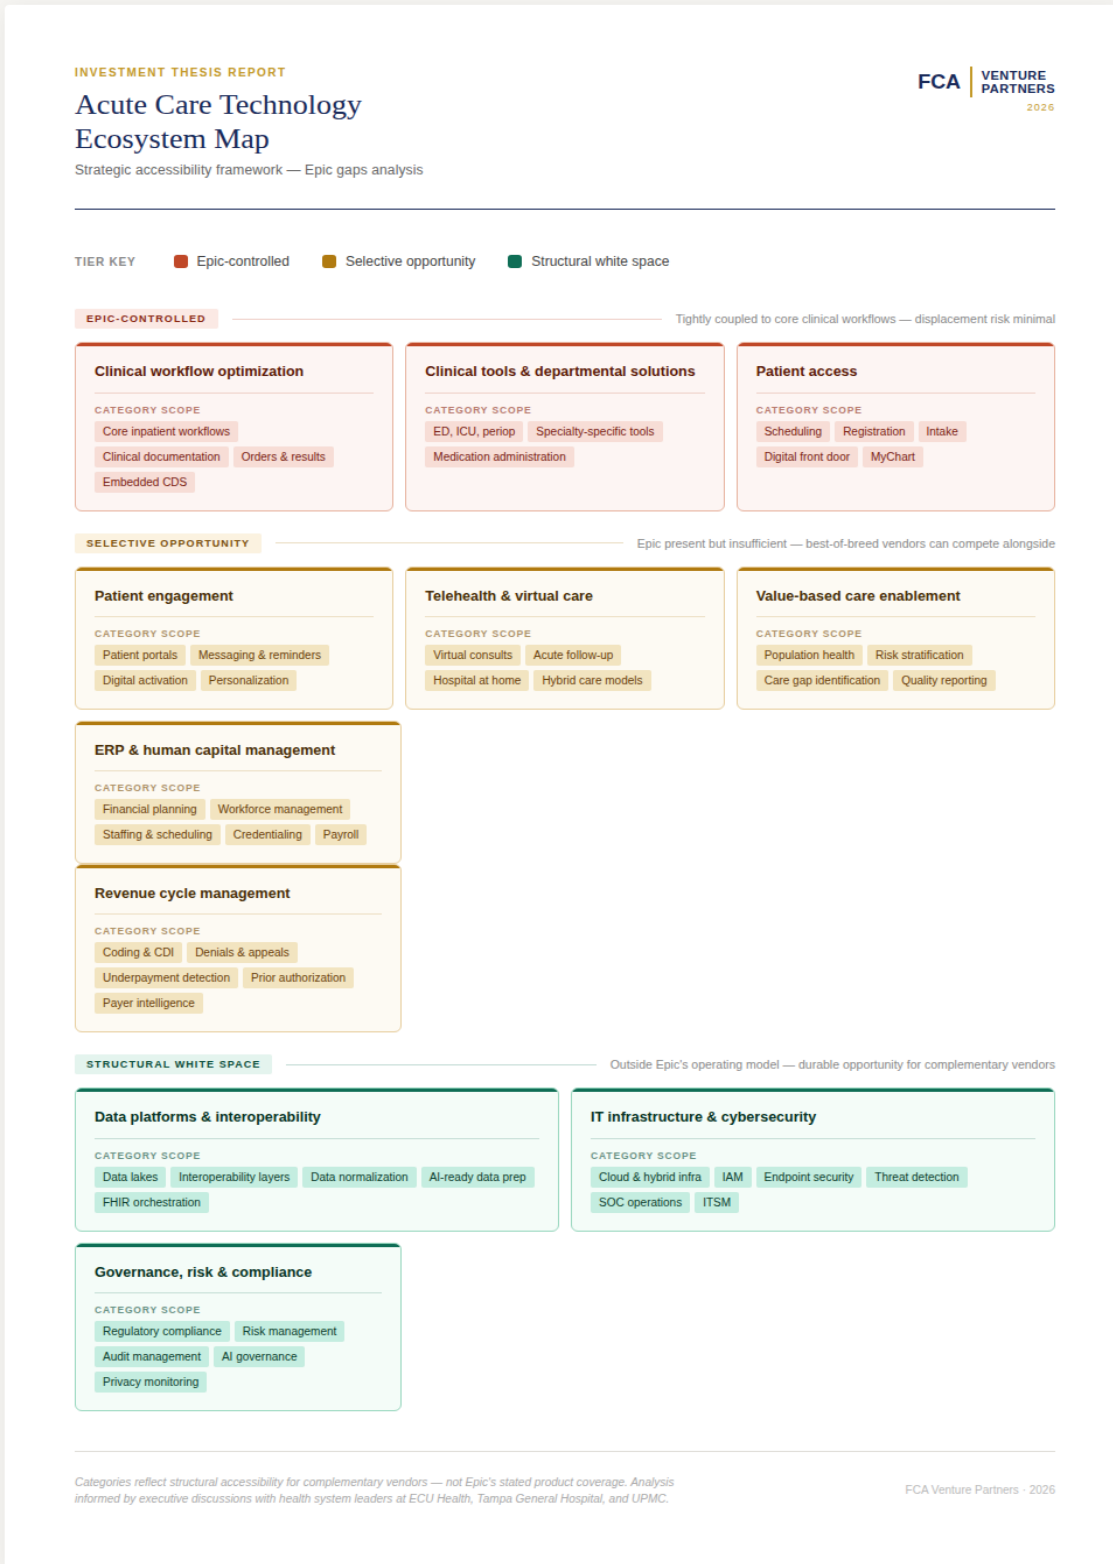 INVESTMENT THESIS REPORT
Acute Care Technology
Ecosystem Map
Strategic accessibility framework — Epic gaps analysis
FCA
VENTURE
PARTNERS
2026
TIER KEY
Epic-controlled
Selective opportunity
Structural white space
EPIC-CONTROLLED
Tightly coupled to core clinical workflows — displacement risk minimal
Clinical workflow optimization
CATEGORY SCOPE
Core inpatient workflows
Clinical documentation
Orders & results
Embedded CDS
Clinical tools & departmental solutions
CATEGORY SCOPE
ED, ICU, periop
Specialty-specific tools
Medication administration
Patient access
CATEGORY SCOPE
Scheduling
Registration
Intake
Digital front door
MyChart
SELECTIVE OPPORTUNITY
Epic present but insufficient — best-of-breed vendors can compete alongside
Patient engagement
CATEGORY SCOPE
Patient portals
Messaging & reminders
Digital activation
Personalization
Telehealth & virtual care
CATEGORY SCOPE
Virtual consults
Acute follow-up
Hospital at home
Hybrid care models
Value-based care enablement
CATEGORY SCOPE
Population health
Risk stratification
Care gap identification
Quality reporting
ERP & human capital management
CATEGORY SCOPE
Financial planning
Workforce management
Staffing & scheduling
Credentialing
Payroll
Revenue cycle management
CATEGORY SCOPE
Coding & CDI
Denials & appeals
Underpayment detection
Prior authorization
Payer intelligence
STRUCTURAL WHITE SPACE
Outside Epic's operating model — durable opportunity for complementary vendors
Data platforms & interoperability
CATEGORY SCOPE
Data lakes
Interoperability layers
Data normalization
AI-ready data prep
FHIR orchestration
IT infrastructure & cybersecurity
CATEGORY SCOPE
Cloud & hybrid infra
IAM
Endpoint security
Threat detection
SOC operations
ITSM
Governance, risk & compliance
CATEGORY SCOPE
Regulatory compliance
Risk management
Audit management
AI governance
Privacy monitoring
Categories reflect structural accessibility for complementary vendors — not Epic's stated product coverage. Analysis
informed by executive discussions with health system leaders at ECU Health, Tampa General Hospital, and UPMC.
FCA Venture Partners · 2026